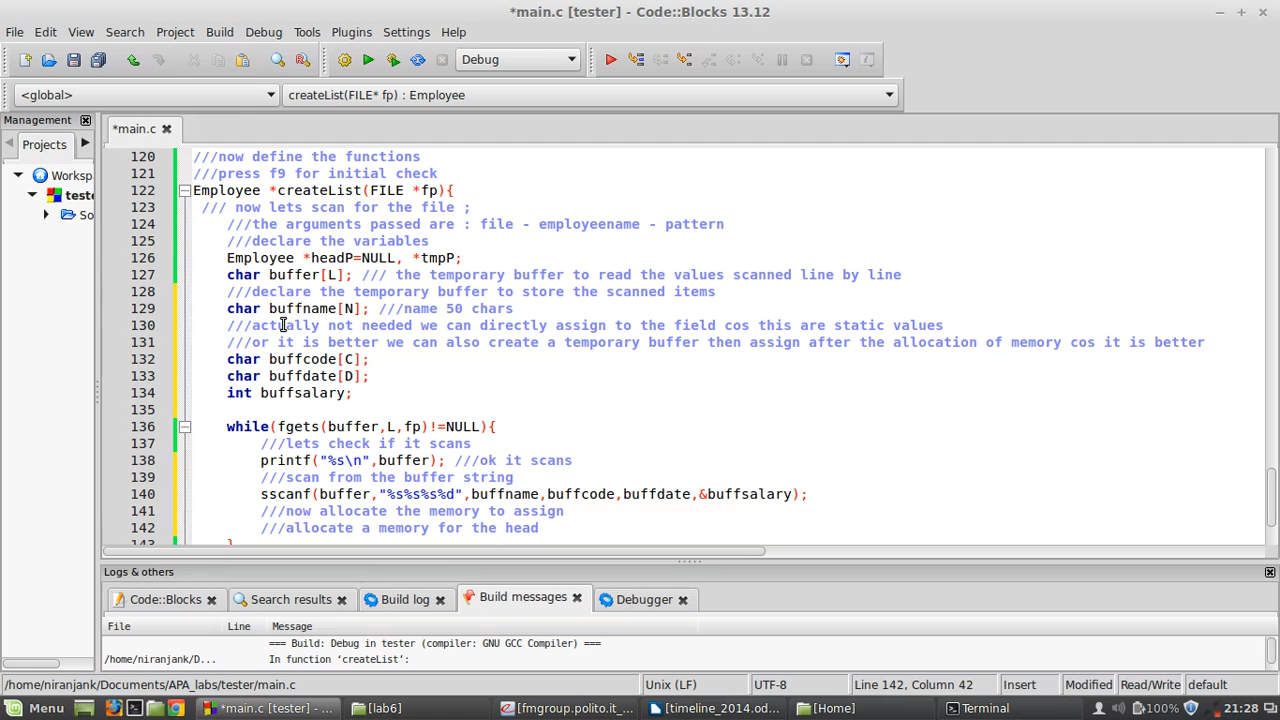 *main.c [tester] - Code::Blocks 13.12
File Edit View Search Project Build Debug Tools Plugins Settings Help
Debug
<global> createList(FILE* fp) : Employee
Management
*main.c
Projects
Worksp
teste
So
120 ///now define the functions
121 ///press f9 for initial check
122 Employee *createList(FILE *fp){
123 /// now lets scan for the file ;
124 ///the arguments passed are : file - employeename - pattern
125 ///declare the variables
126 Employee *headP=NULL, *tmpP;
127 char buffer[L]; /// the temporary buffer to read the values scanned line by line
128 ///declare the temporary buffer to store the scanned items
129 char buffname[N]; ///name 50 chars
130 ///actually not needed we can directly assign to the field cos this are static values
131 ///or it is better we can also create a temporary buffer then assign after the allocation of memory cos it is better
132 char buffcode[C];
133 char buffdate[D];
134 int buffsalary;
135
136 while(fgets(buffer,L,fp)!=NULL){
137 ///lets check if it scans
138 printf("%s\n",buffer); ///ok it scans
139 ///scan from the buffer string
140 sscanf(buffer,"%s%s%s%d",buffname,buffcode,buffdate,&buffsalary);
141 ///now allocate the memory to assign
142 ///allocate a memory for the head
143 }
Logs & others
Code::Blocks Search results Build log Build messages Debugger
File Line Message
=== Build: Debug in tester (compiler: GNU GCC Compiler) ===
/home/niranjank/D... In function ‘createList’:
/home/niranjank/Documents/APA_labs/tester/main.c Unix (LF) UTF-8 Line 142, Column 42 Insert Modified Read/Write default
Menu *main.c [tester] - ... [lab6] [fmgroup.polito.it_... [timeline_2014.od... [Home] Terminal 100% 21:28